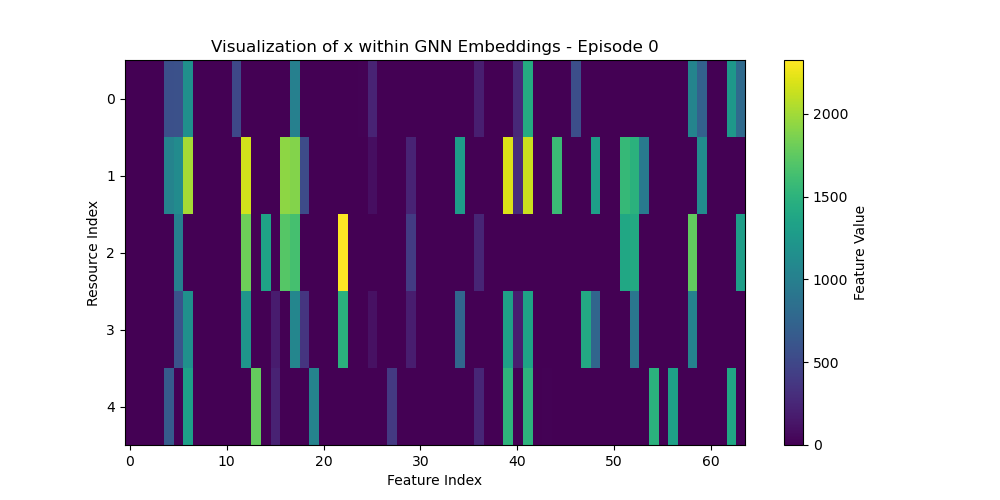 Visualization of x within GNN Embeddings - Episode 0
Resource Index
0
1
2
3
4
0 10 20 30 40 50 60
Feature Index
2000
1500
1000
500
0
Feature Value